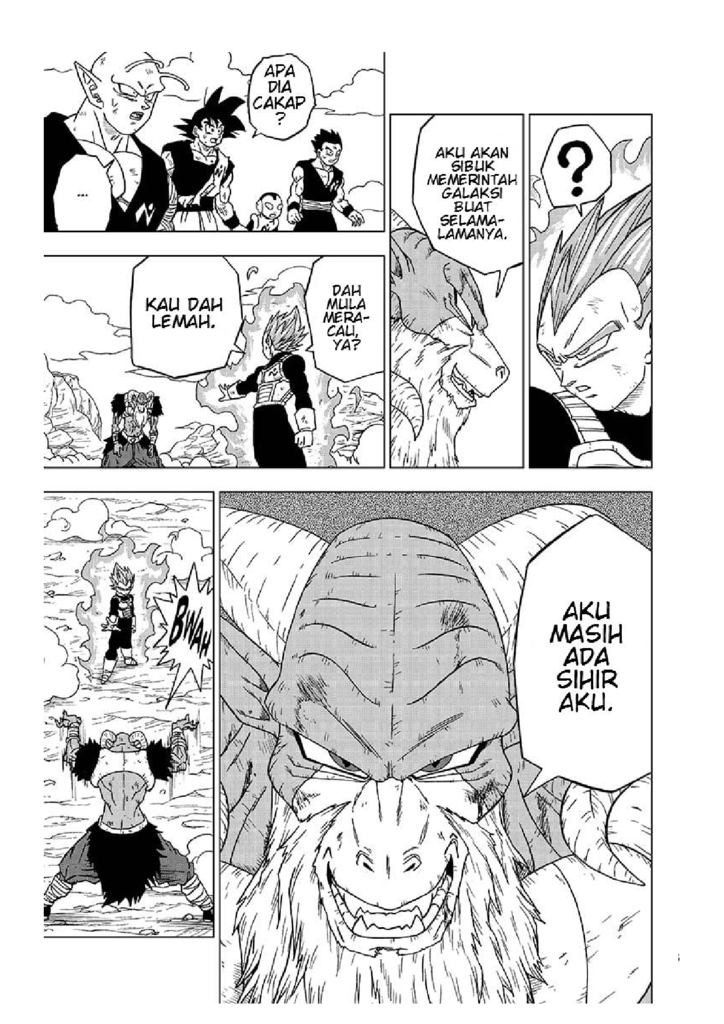 ?
AKU AKAN
SIBUK
MEMERINTAH
GALAKSI
BUAT
SELAMA-
LAMANYA.
APA
DIA
CAKAP
?
...
DAH
MULA
MERA-
CAU,
YA?
KAU DAH
LEMAH.
AKU
MASIH
ADA
SIHIR
AKU.
BINAH